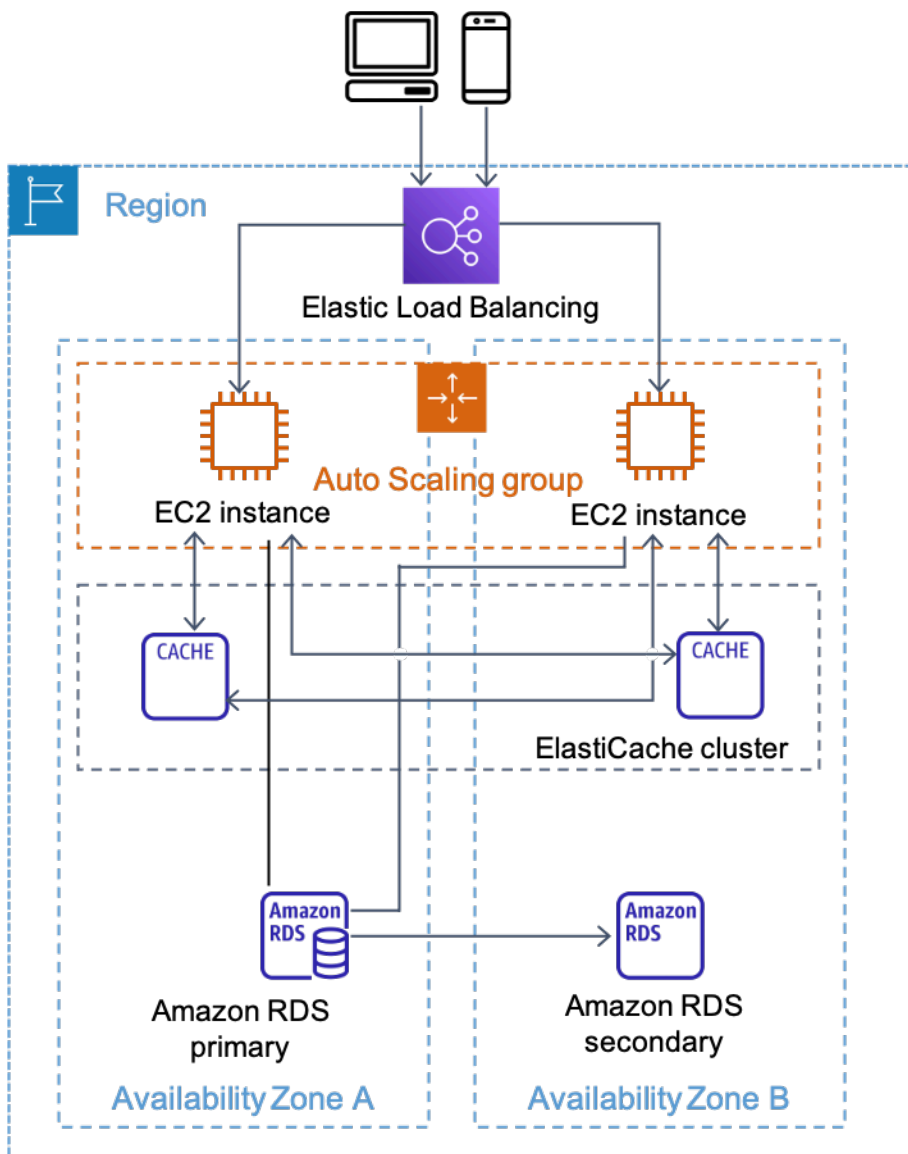 Region
Elastic Load Balancing
Auto Scaling group
EC2 instance
EC2 instance
CACHE
CACHE
ElastiCache cluster
Amazon
RDS
Amazon
RDS
Amazon RDS
primary
Amazon RDS
secondary
Availability Zone A
Availability Zone B